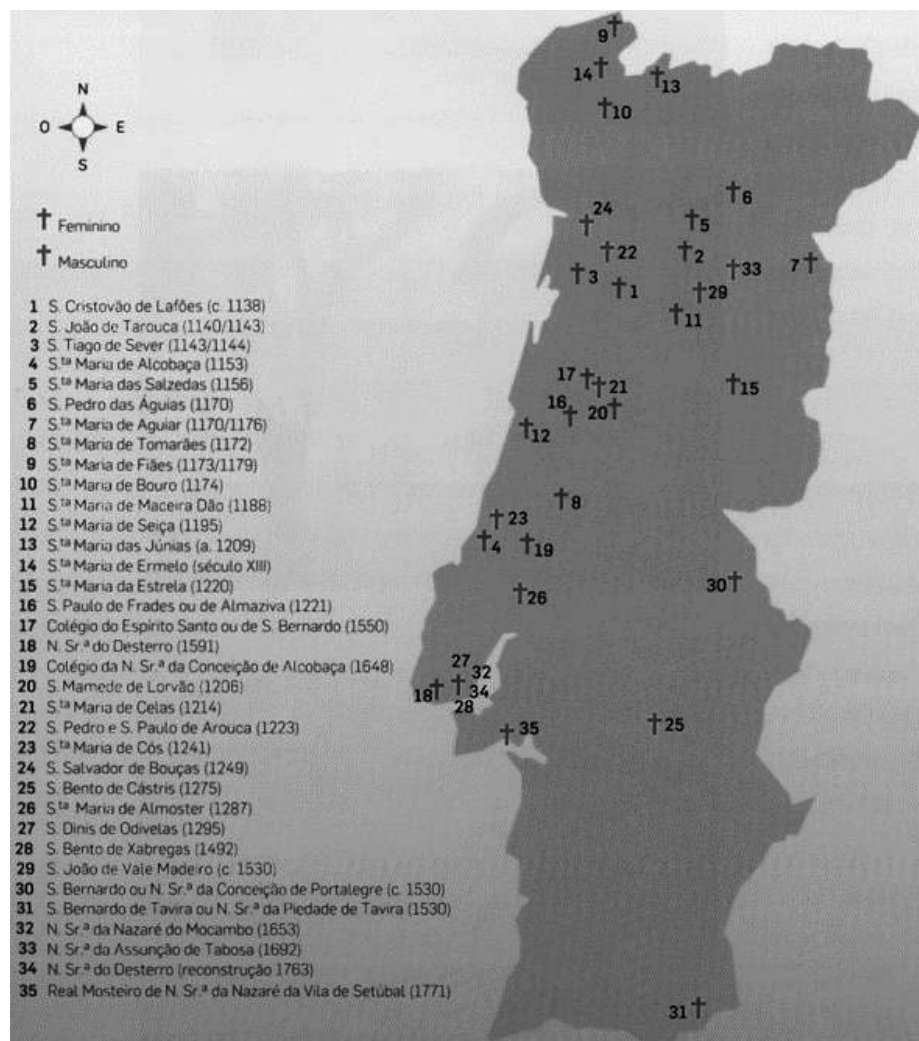 N
O E
S
Feminino
Masculino
1 S. Cristovão de Lafões (c. 1138)
2 S. João de Tarouca (1140/1143)
3 S. Tiago de Sever (1143/1144)
4 S.ta Maria de Alcobaça (1153)
5 S.ta Maria das Salzedas (1156)
6 S. Pedro das Águias (1170)
7 S.ta Maria de Aguiar (1170/1176)
8 S.ta Maria de Tomarães (1172)
9 S.ta Maria de Fiães (1173/1179)
10 S.ta Maria de Bouro (1174)
11 S.ta Maria de Maceira Dão (1188)
12 S.ta Maria de Seiça (1195)
13 S.ta Maria das Júnias (a. 1209)
14 S.ta Maria de Ermelo (século XIII)
15 S.ta Maria da Estrela (1220)
16 S. Paulo de Frades ou de Almaziva (1221)
17 Colégio do Espírito Santo ou de S. Bernardo (1550)
18 N. Sr.ª do Desterro (1591)
19 Colégio da N. Sr.ª da Conceição de Alcobaça (1648)
20 S. Mamede de Lorvão (1206)
21 S.ta Maria de Celas (1214)
22 S. Pedro e S. Paulo de Arouca (1223)
23 S.ta Maria de Cós (1241)
24 S. Salvador de Bouças (1249)
25 S. Bento de Cástris (1275)
26 S.ta Maria de Almoster (1287)
27 S. Dinis de Odivelas (1295)
28 S. Bento de Xabregas (1492)
29 S. João de Vale Madeiro (c. 1530)
30 S. Bernardo ou N. Sr.ª da Conceição de Portalegre (c. 1530)
31 S. Bernardo de Tavira ou N. Sr.ª da Piedade de Tavira (1530)
32 N. Sr.ª da Nazaré do Mocambo (1653)
33 N. Sr.ª da Assunção de Tabosa (1692)
34 N. Sr.ª do Desterro (reconstrução 1763)
35 Real Mosteiro de N. Sr.ª da Nazaré da Vila de Setúbal (1771)
9
14
13
10
6
24
5
22
2
33
7
3
1
29
11
17
21
15
16
20
12
8
23
4
19
30
26
27
32
18
34
28
35
25
31